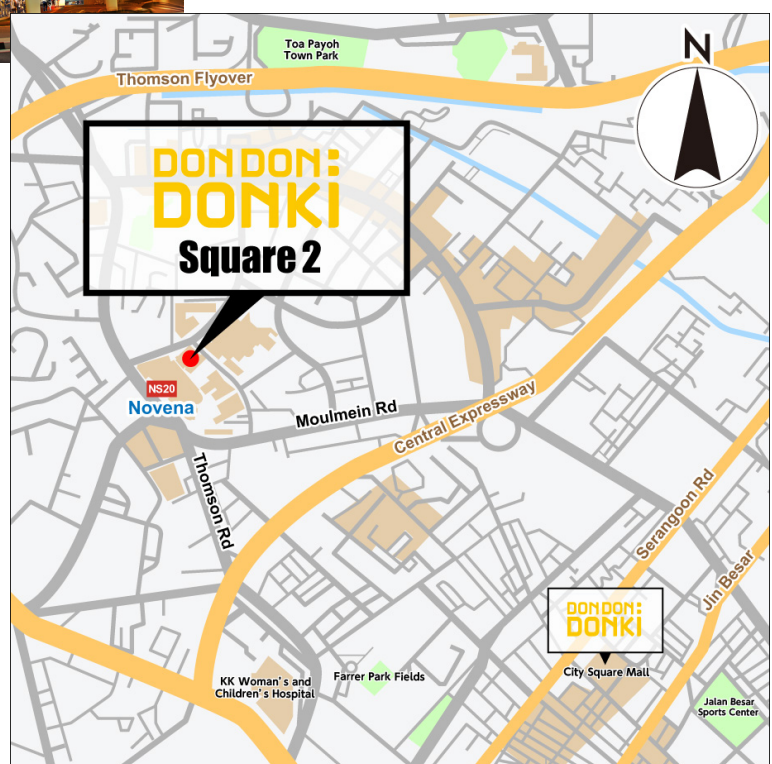 Toa Payoh
Town Park
Thomson Flyover
N
DON DON:
DONKi
Square 2
NS20
Novena
Moulmein Rd
Central Expressway
Thomson Rd
Serangoon Rd
Jin Besar
DON DON:
DONKi
City Square Mall
KK Woman's and
Children's Hospital
Farrer Park Fields
Jalan Besar
Sports Center